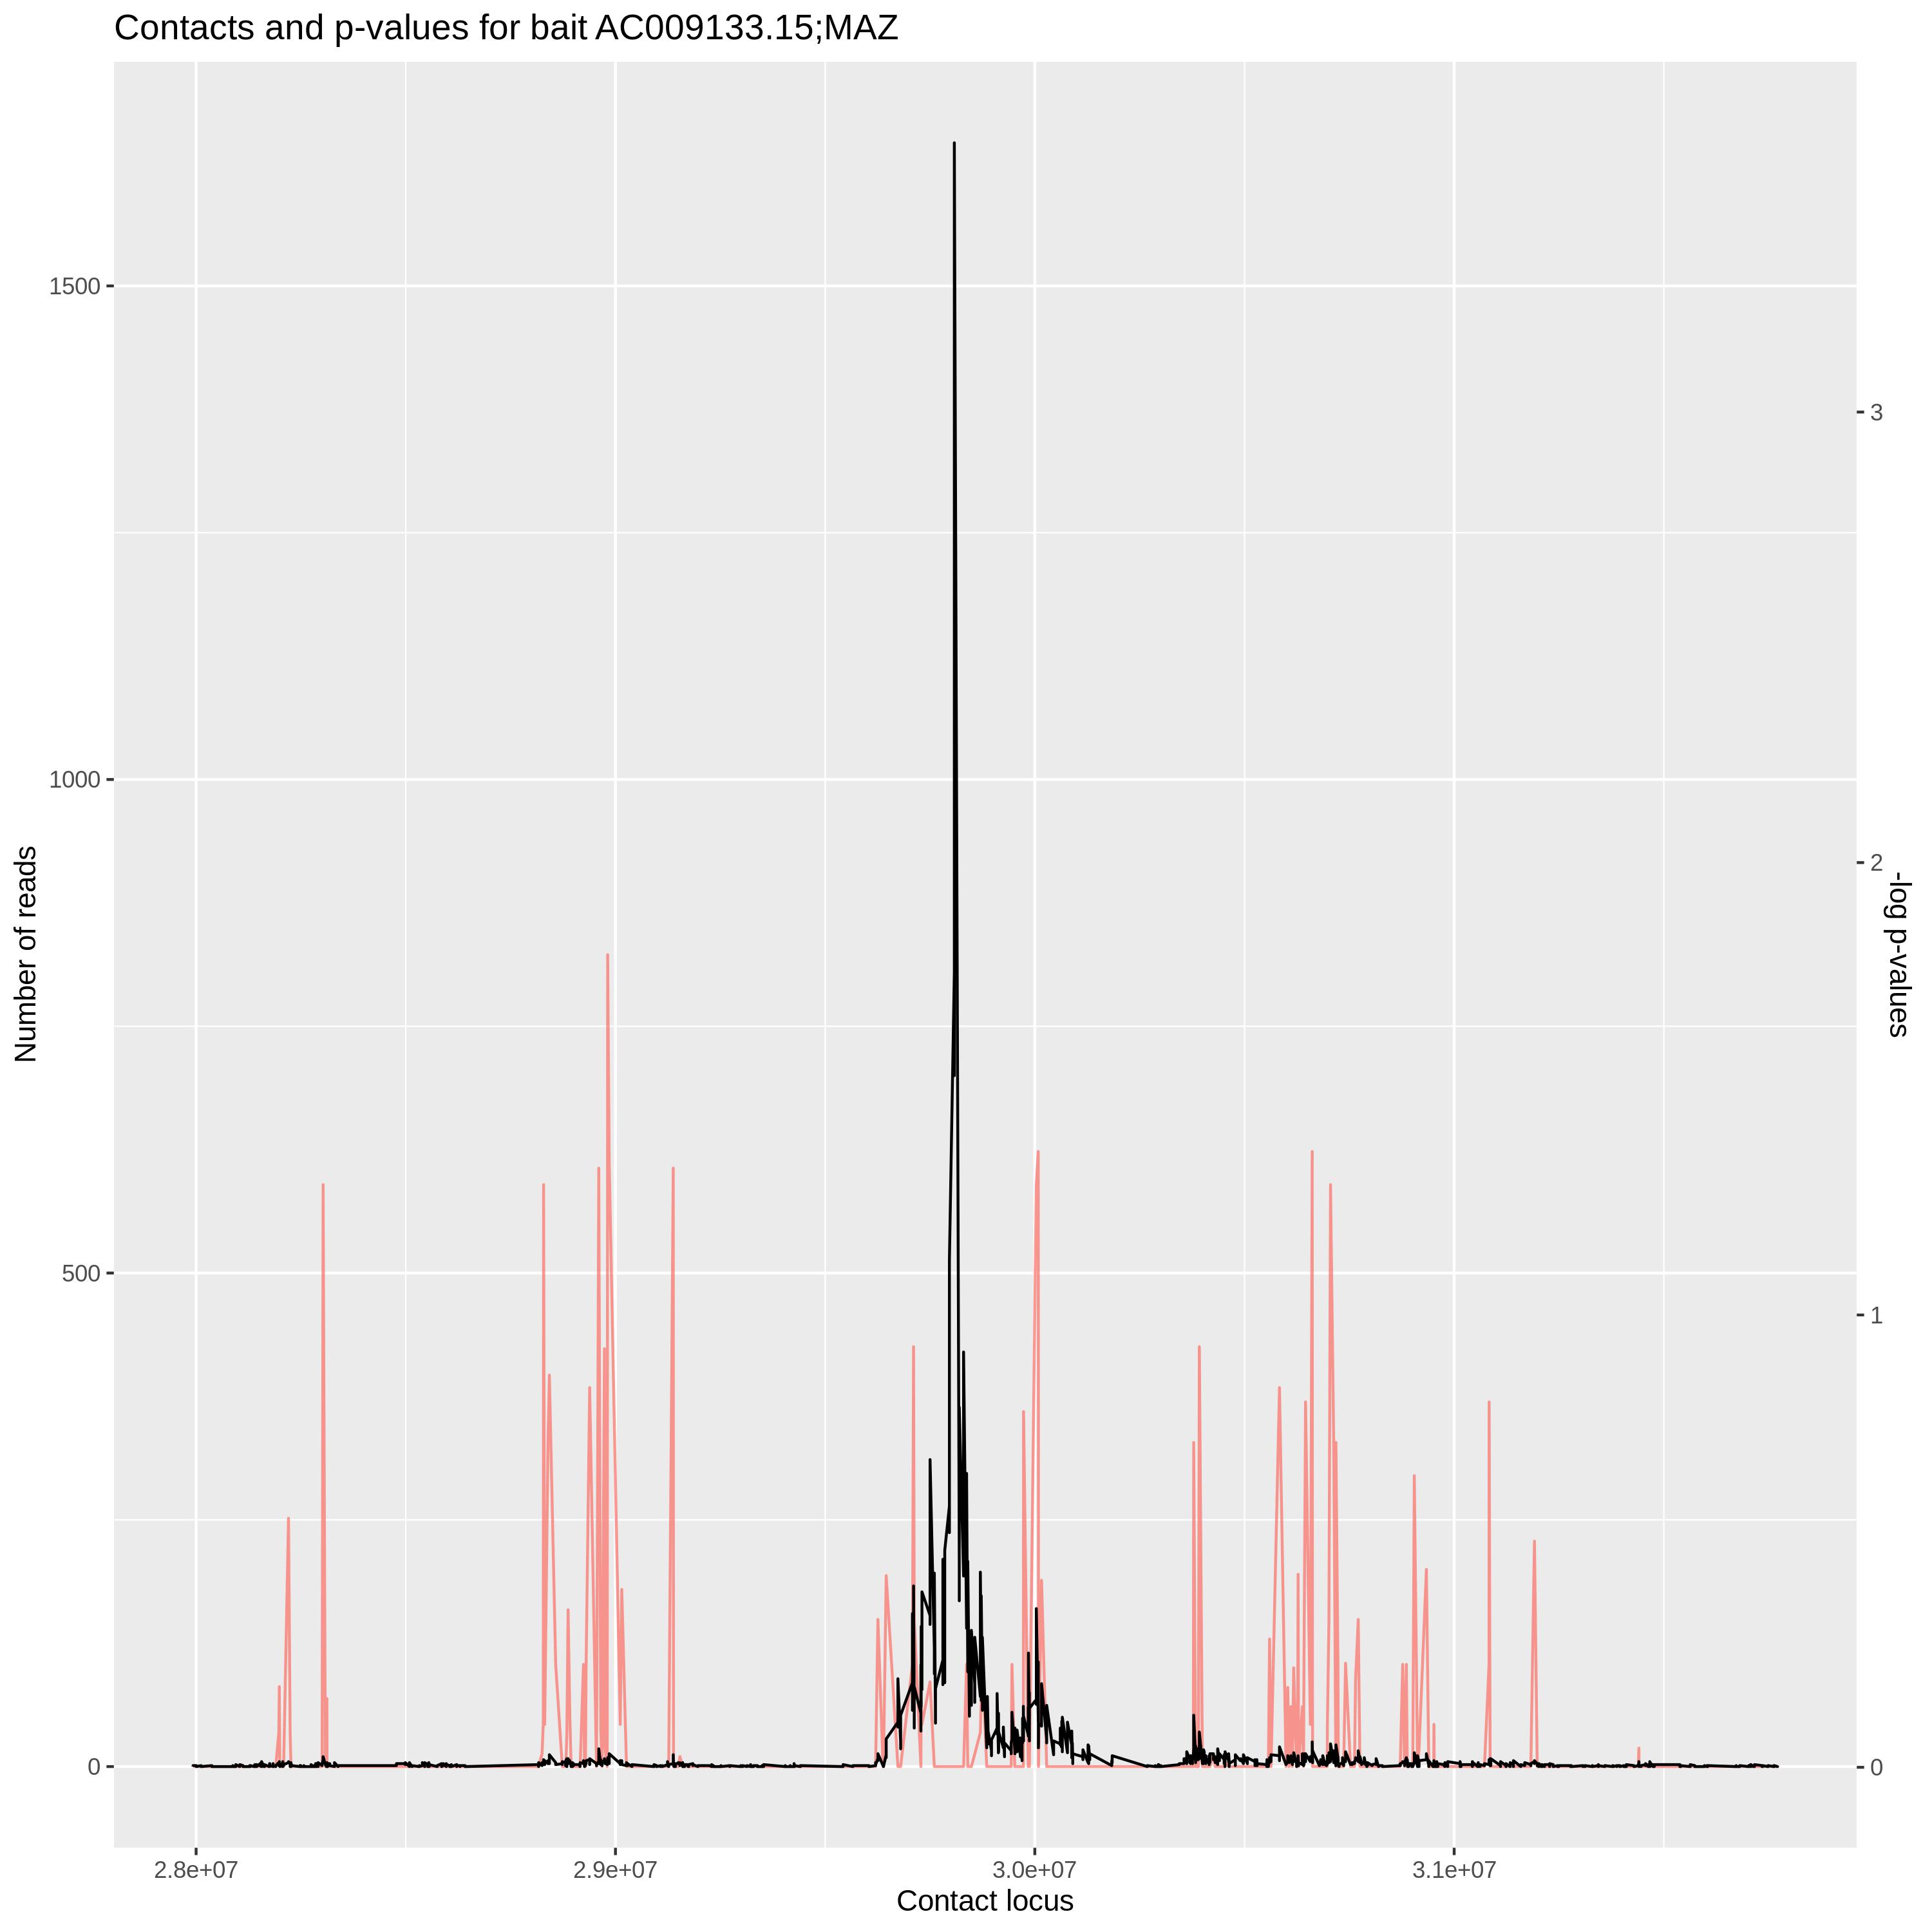 Contacts and p-values for bait AC009133.15;MAZ
1500
1000
500
0
Number of reads
3
2
1
0
-log p-values
2.8e+07
2.9e+07
3.0e+07
3.1e+07
Contact locus